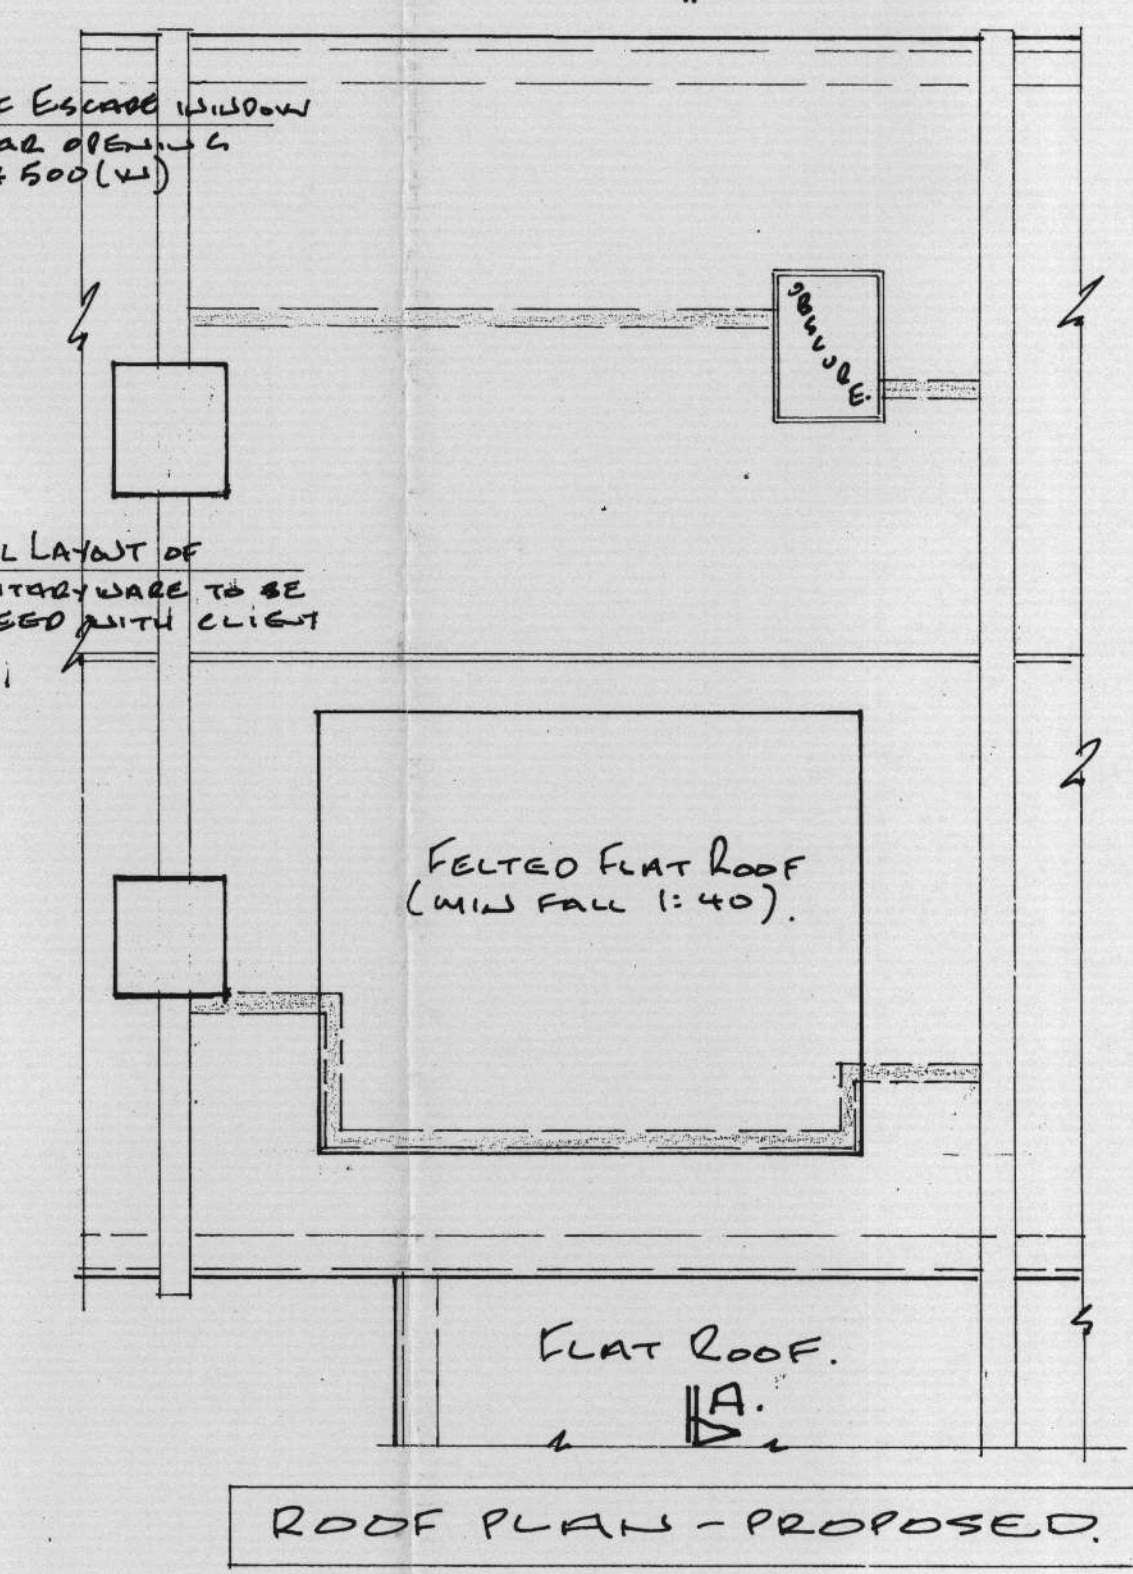 ESCAPE WINDOW
OPENING
500(W)
LAYOUT OF
TO BE
WITH CLIENT
FELTED FLAT ROOF
(MIN FALL 1:40).
FLAT ROOF.
A.
ROOF PLAN - PROPOSED.